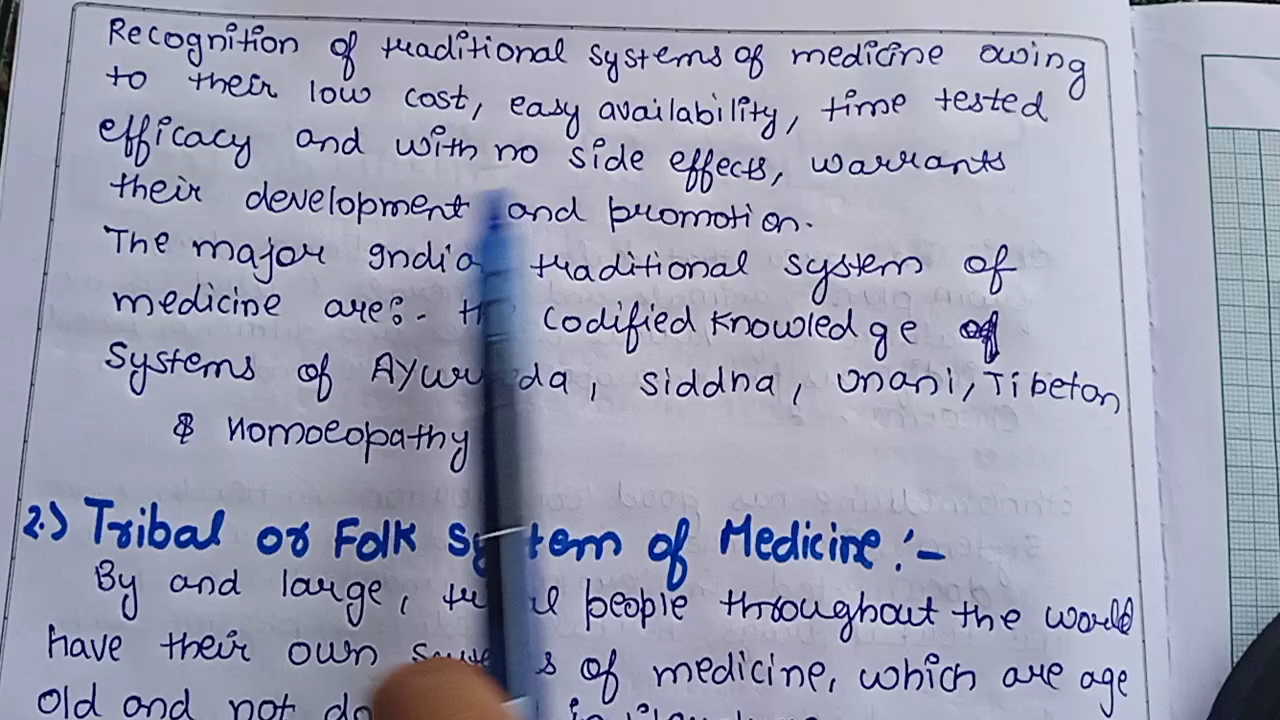 Recognition of traditional systems of medicine owing
to their low cost, easy availability, time tested
efficacy and with no side effects, warrants
their development and promotion.
The major India traditional system of
medicine are:- codified knowledge of
systems of Ayurveda, Siddha, Unani, Tibetan
& Homoeopathy
2.) Tribal or Folk System of Medicine :-
By and large, people throughout the world
have their own of medicine, which are age
old and not